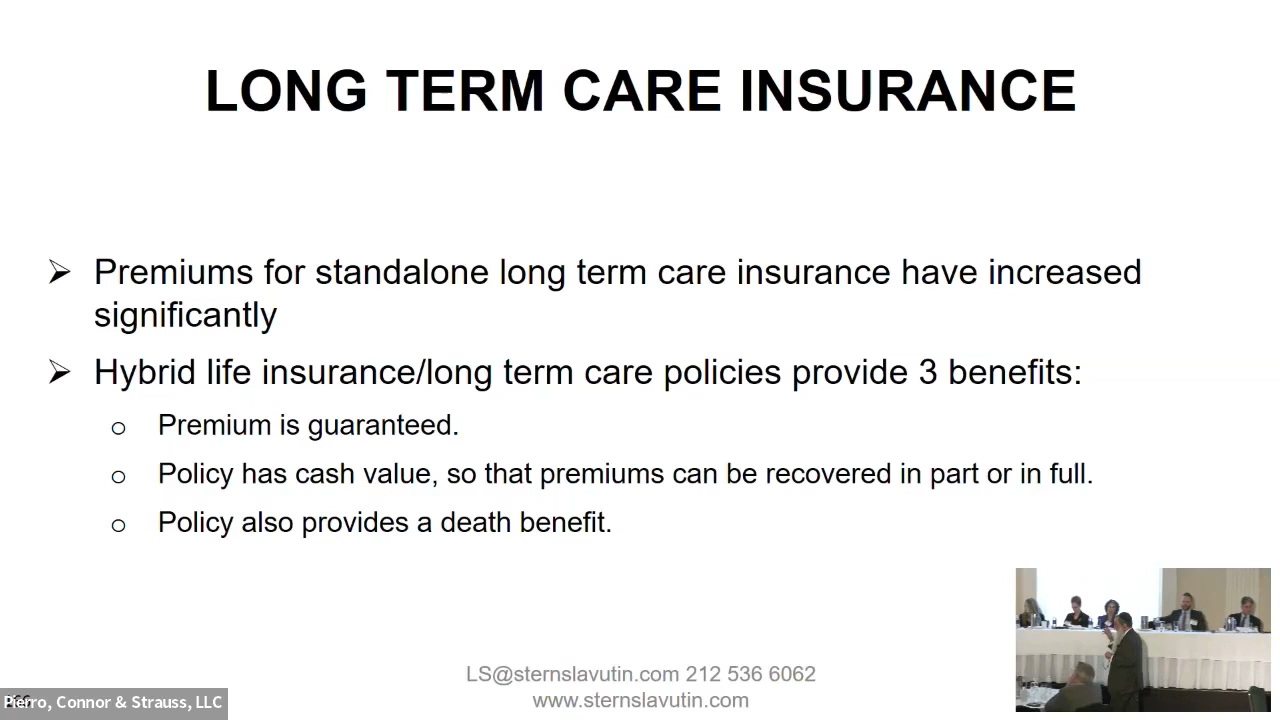 LONG TERM CARE INSURANCE
➢ Premiums for standalone long term care insurance have increased
significantly
➢ Hybrid life insurance/long term care policies provide 3 benefits:
o Premium is guaranteed.
o Policy has cash value, so that premiums can be recovered in part or in full.
o Policy also provides a death benefit.
LS@sternslavutin.com 212 536 6062
www.sternslavutin.com
Pierro, Connor & Strauss, LLC